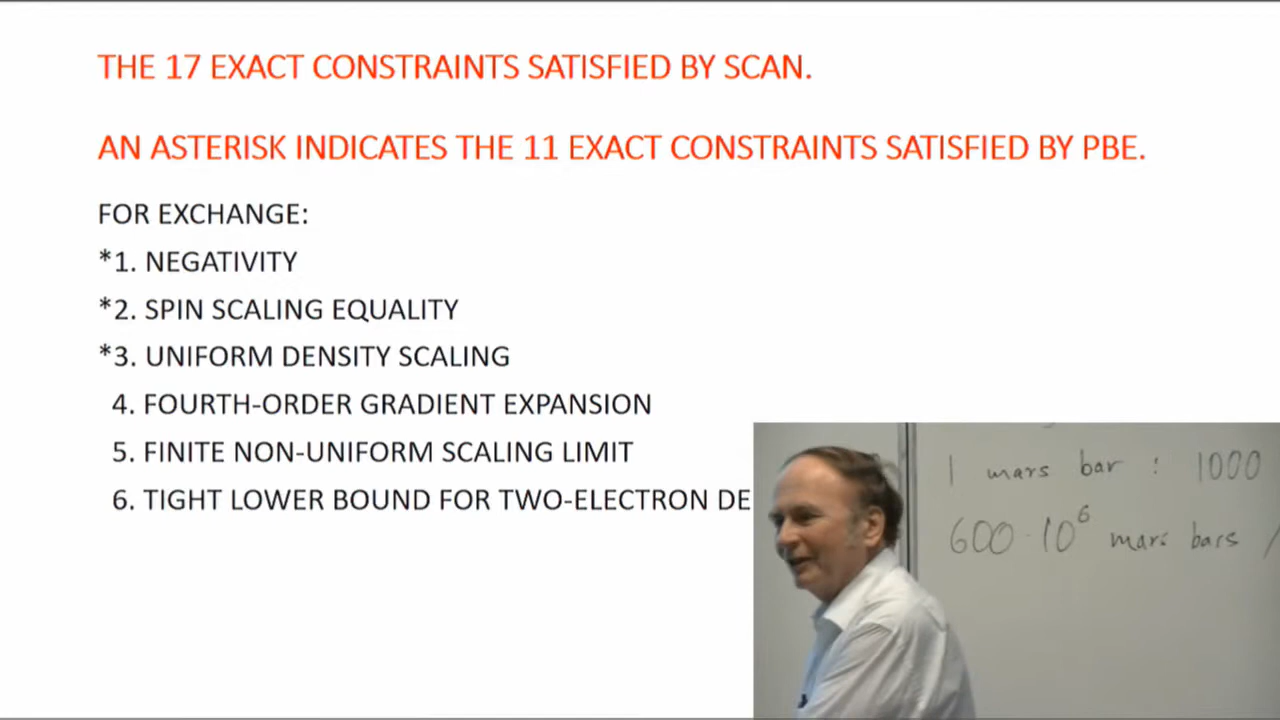 THE 17 EXACT CONSTRAINTS SATISFIED BY SCAN.
AN ASTERISK INDICATES THE 11 EXACT CONSTRAINTS SATISFIED BY PBE.
FOR EXCHANGE:
*1. NEGATIVITY
*2. SPIN SCALING EQUALITY
*3. UNIFORM DENSITY SCALING
4. FOURTH-ORDER GRADIENT EXPANSION
5. FINITE NON-UNIFORM SCALING LIMIT
6. TIGHT LOWER BOUND FOR TWO-ELECTRON DE
1 mars bar : 1000
600 · 10⁶ mars bars /